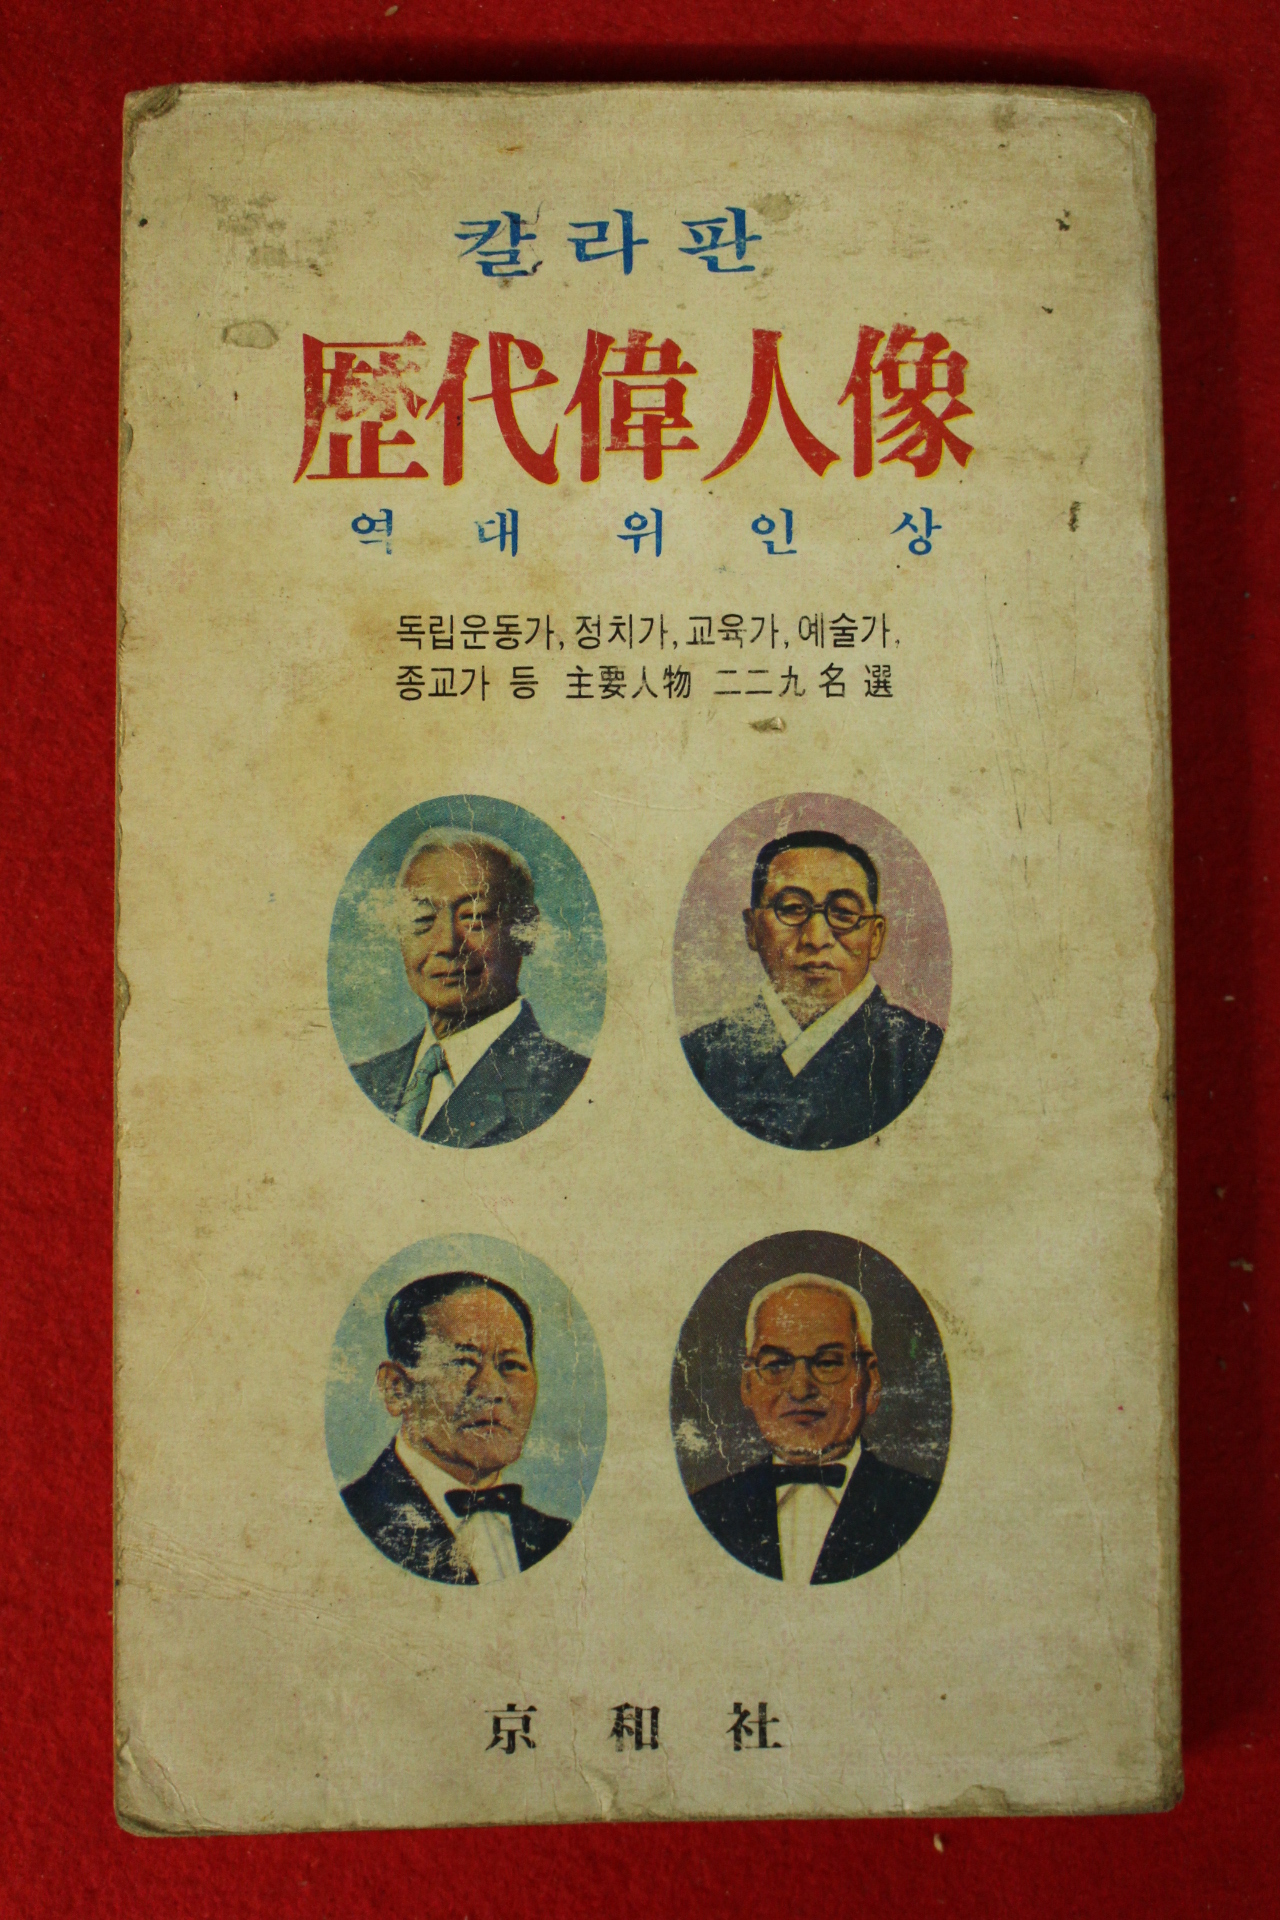 칼라판
歴代偉人像
역대위인상
독립운동가, 정치가, 교육가, 예술가,
종교가 등 主要人物 二二九名選
京和社